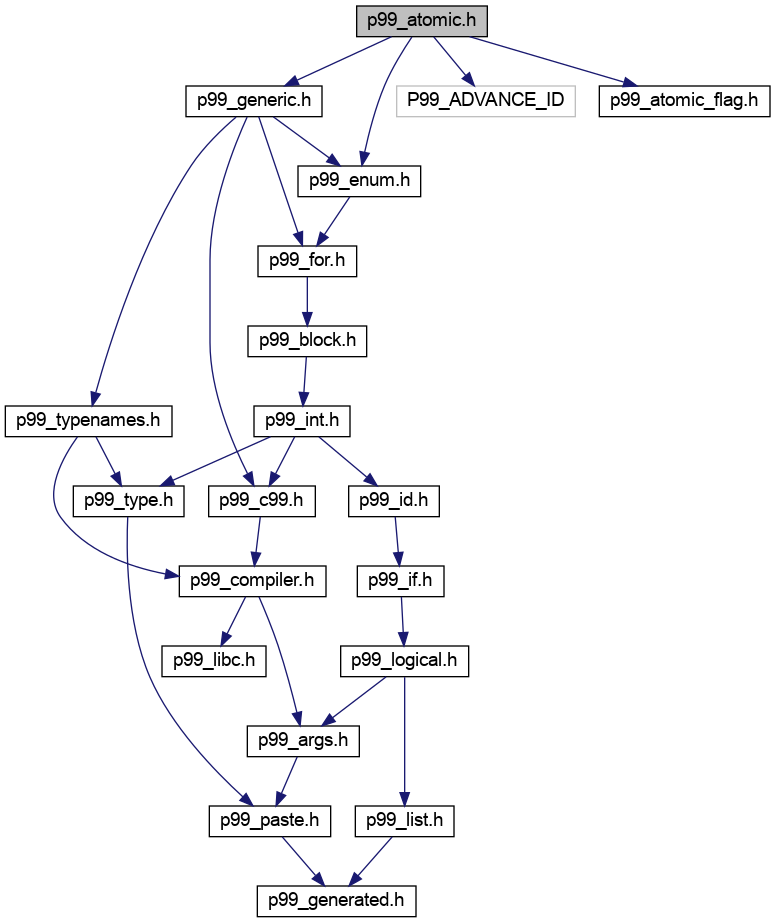 p99_atomic.h
p99_generic.h
P99_ADVANCE_ID
p99_atomic_flag.h
p99_enum.h
p99_for.h
p99_block.h
p99_typenames.h
p99_int.h
p99_type.h
p99_c99.h
p99_id.h
p99_compiler.h
p99_if.h
p99_libc.h
p99_logical.h
p99_args.h
p99_paste.h
p99_list.h
p99_generated.h